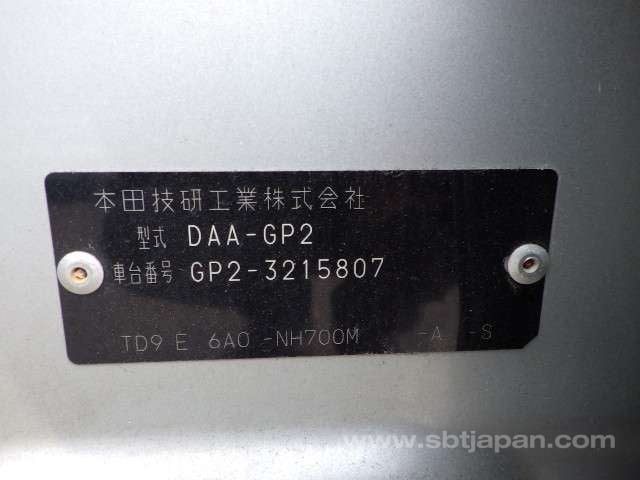 本田技研工業株式会社
型式 DAA-GP2
車台番号 GP2-3215807
TD9 E 6A0 -NH700M -A -S
www.sbtjapan.com